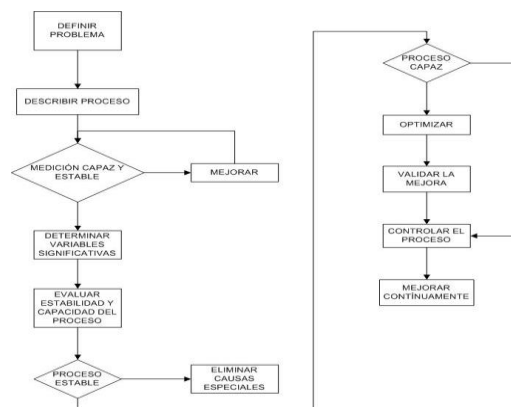 DEFINIR
PROBLEMA
DESCRIBIR PROCESO
MEDICIÓN CAPAZ Y
ESTABLE
MEJORAR
DETERMINAR
VARIABLES
SIGNIFICATIVAS
EVALUAR
ESTABILIDAD Y
CAPACIDAD DEL
PROCESO
PROCESO
ESTABLE
ELIMINAR
CAUSAS
ESPECIALES
PROCESO
CAPAZ
OPTIMIZAR
VALIDAR LA
MEJORA
CONTROLAR EL
PROCESO
MEJORAR
CONTÍNUAMENTE